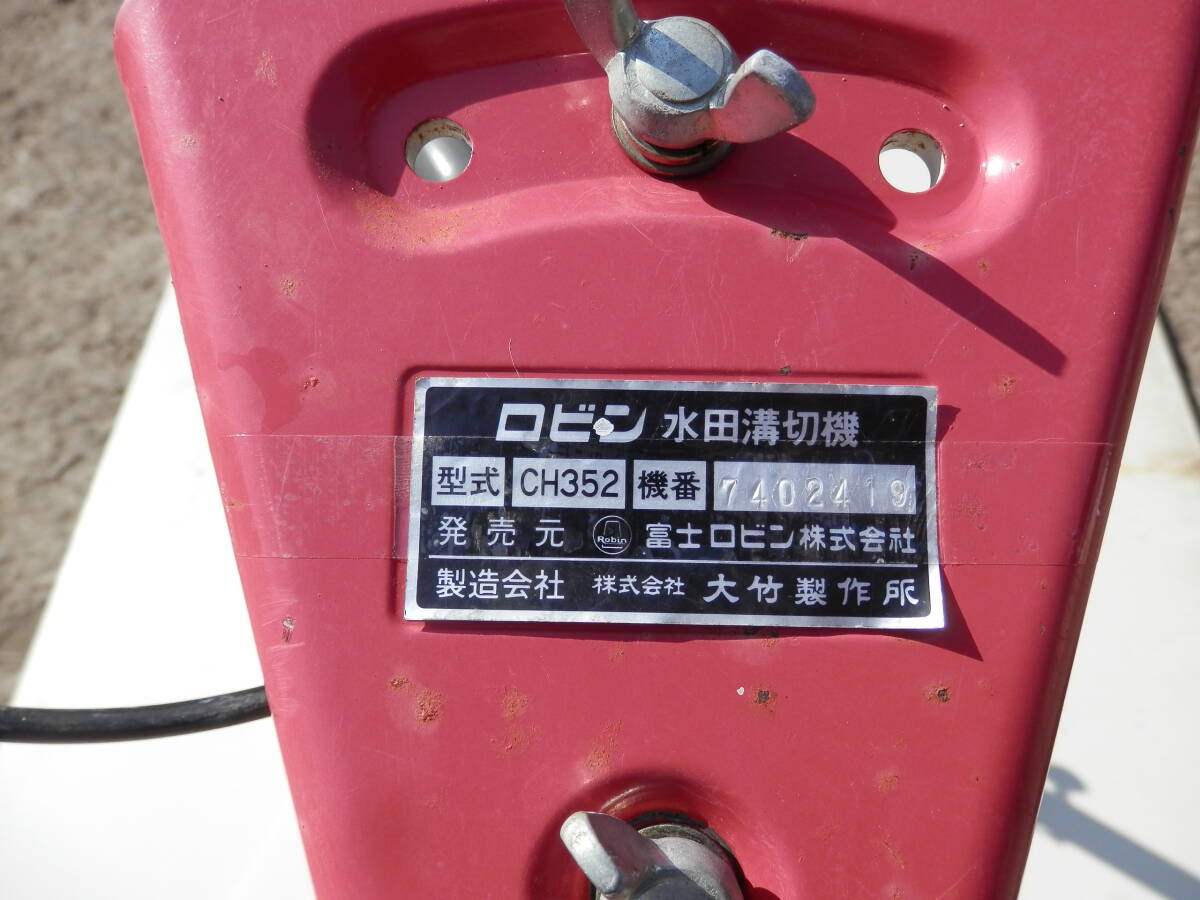 ロビン 水田溝切機
型式 CH352 機番 7402419
発売元 Robin 富士ロビン株式会社
製造会社 株式会社 大竹製作所